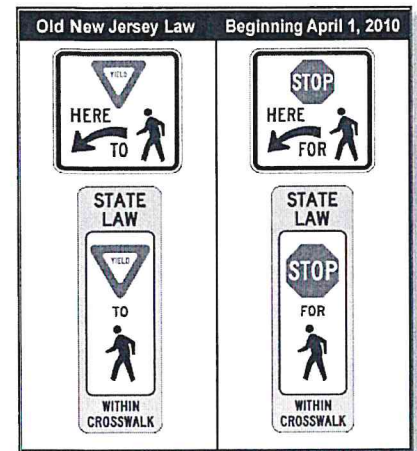 Old New Jersey Law
Beginning April 1, 2010
YIELD
HERE
TO
STOP
HERE
FOR
STATE
LAW
YIELD
TO
WITHIN
CROSSWALK
STATE
LAW
STOP
FOR
WITHIN
CROSSWALK